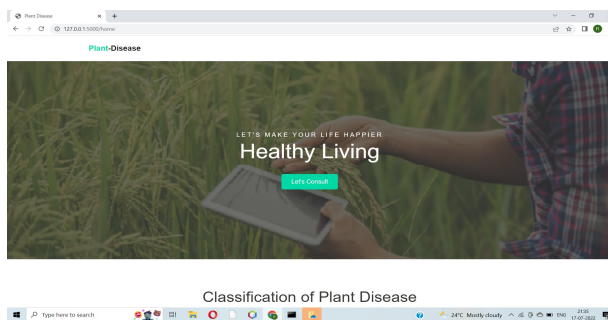 Plant Disease
127.0.0.1:5000/home
Plant-Disease
LET'S MAKE YOUR LIFE HAPPIER
Healthy Living
Let's Consult
Classification of Plant Disease
Type here to search
24°C Mostly cloudy
ENG
21:35
17-07-2022